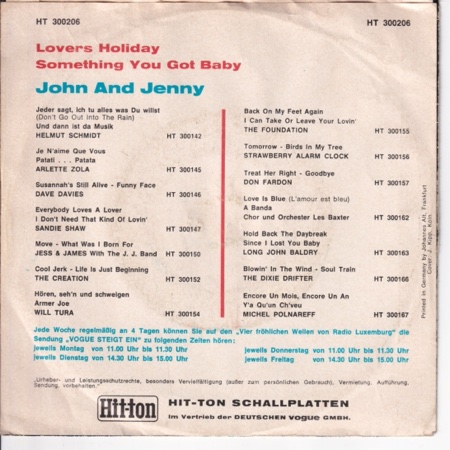 HT 300206
HT 300206
Lovers Holiday
Something You Got Baby
John And Jenny
Jeder sagt, ich tu alles was Du willst
(Don't Go Out Into The Rain)
Und dann ist da Musik
HELMUT SCHMIDT HT 300142
Je N'aime Que Vous
Patati . . . Patata
ARLETTE ZOLA HT 300145
Susannah's Still Alive - Funny Face
DAVE DAVIES HT 300146
Everybody Loves A Lover
I Don't Need That Kind Of Lovin'
SANDIE SHAW HT 300147
Move - What Was I Born For
JESS & JAMES With The J. J. Band HT 300150
Cool Jerk - Life Is Just Beginning
THE CREATION HT 300152
Hören, seh'n und schweigen
Armer Joe
WILL TURA HT 300154
Back On My Feet Again
I Can Take Or Leave Your Lovin'
THE FOUNDATION HT 300155
Tomorrow - Birds In My Tree
STRAWBERRY ALARM CLOCK HT 300156
Treat Her Right - Goodbye
DON FARDON HT 300157
Love Is Blue (L'amour est bleu)
A Banda
Chor und Orchester Les Baxter HT 300162
Hold Back The Daybreak
Since I Lost You Baby
LONG JOHN BALDRY HT 300163
Blowin' In The Wind - Soul Train
THE DIXIE DRIFTER HT 300166
Encore Un Mois, Encore Un An
Y'a Qu'un Ch'veu
MICHEL POLNAREFF HT 300167
Printed in Germany by Johannes Alt, Frankfurt
Cover: J. Kipp, Köln
Jede Woche regelmäßig an 4 Tagen können Sie auf den „Vier fröhlichen Wellen von Radio Luxemburg" die
Sendung „VOGUE STEIGT EIN" zu folgenden Zeiten hören:
jeweils Montag von 11.00 Uhr bis 11.30 Uhr
jeweils Dienstag von 14.30 Uhr bis 15.00 Uhr
jeweils Donnerstag von 11.00 Uhr bis 11.30 Uhr
jeweils Freitag von 14.30 Uhr bis 15.00 Uhr
„Urheber- und Leistungsschutzrechte, besonders Vervielfältigung (außer zum persönlichen Gebrauch), Vermietung, Aufführung,
Sendung, vorbehalten."
Hit-ton
HIT-TON SCHALLPLATTEN
Im Vertrieb der DEUTSCHEN VOGUE GMBH.